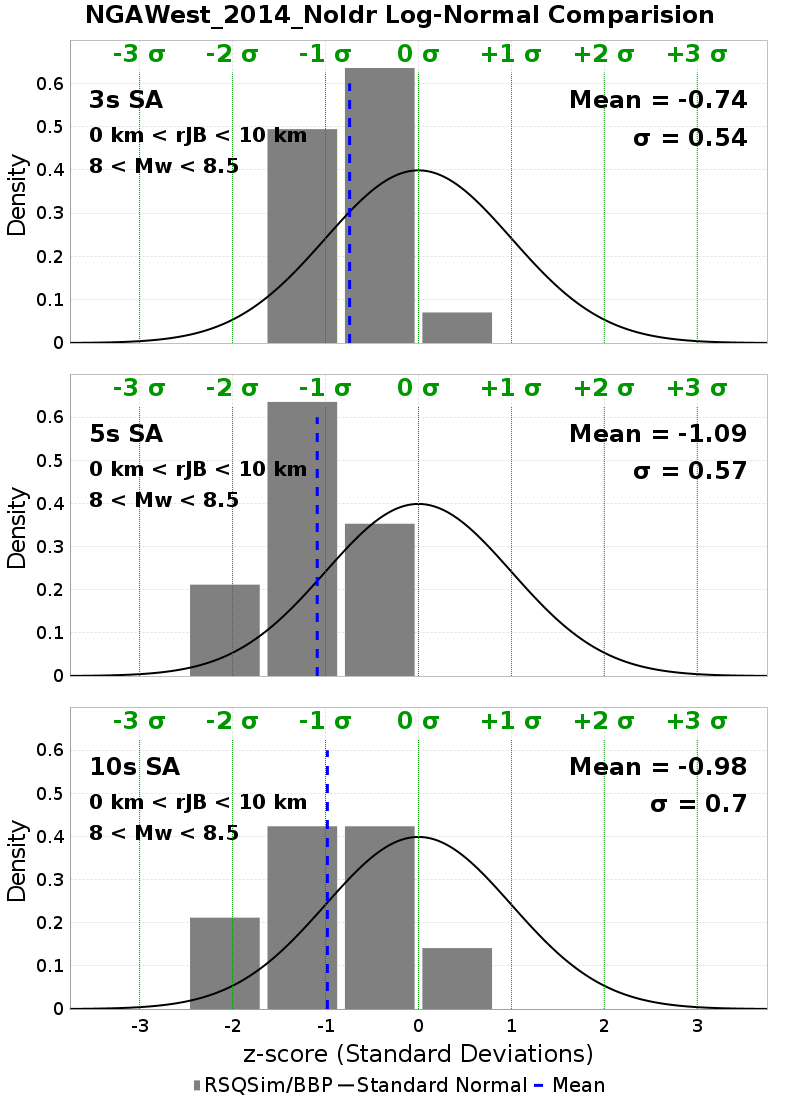 NGAWest_2014_NoIdr Log-Normal Comparision
-3 σ -2 σ -1 σ 0 σ +1 σ +2 σ +3 σ
3s SA
0 km < rJB < 10 km
8 < Mw < 8.5
Mean = -0.74
σ = 0.54
Density
0.6
0.5
0.4
0.3
0.2
0.1
0
-3 σ -2 σ -1 σ 0 σ +1 σ +2 σ +3 σ
5s SA
0 km < rJB < 10 km
8 < Mw < 8.5
Mean = -1.09
σ = 0.57
Density
0.6
0.5
0.4
0.3
0.2
0.1
0
-3 σ -2 σ -1 σ 0 σ +1 σ +2 σ +3 σ
10s SA
0 km < rJB < 10 km
8 < Mw < 8.5
Mean = -0.98
σ = 0.7
Density
0.6
0.5
0.4
0.3
0.2
0.1
0
-3 -2 -1 0 1 2 3
z-score (Standard Deviations)
RSQSim/BBP Standard Normal Mean